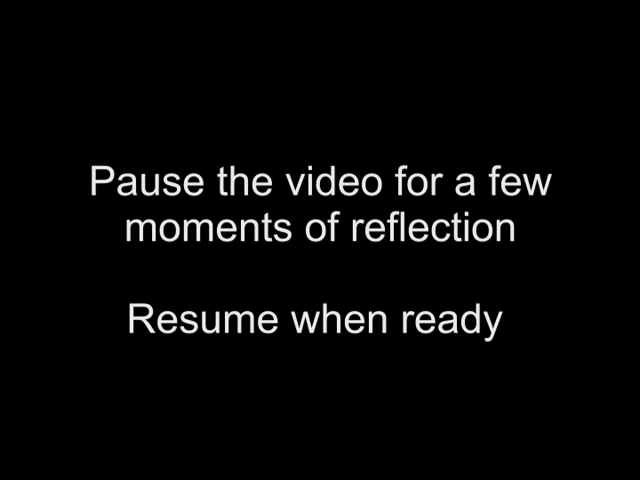 Pause the video for a few
moments of reflection
Resume when ready